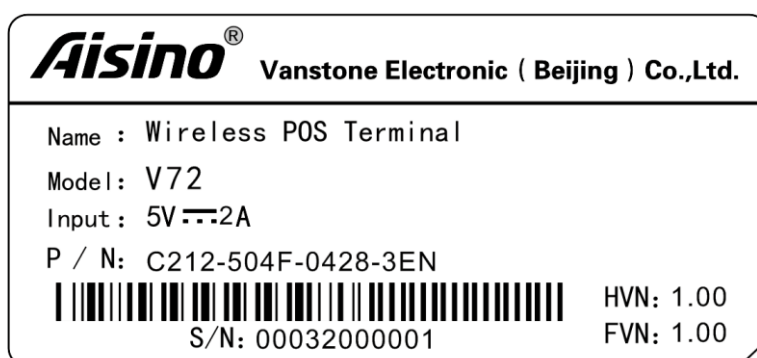 Aisino®
Vanstone Electronic ( Beijing ) Co.,Ltd.
Name : Wireless POS Terminal
Model: V72
Input: 5V⎓2A
P / N: C212-504F-0428-3EN
HVN: 1.00
S/N: 00032000001
FVN: 1.00